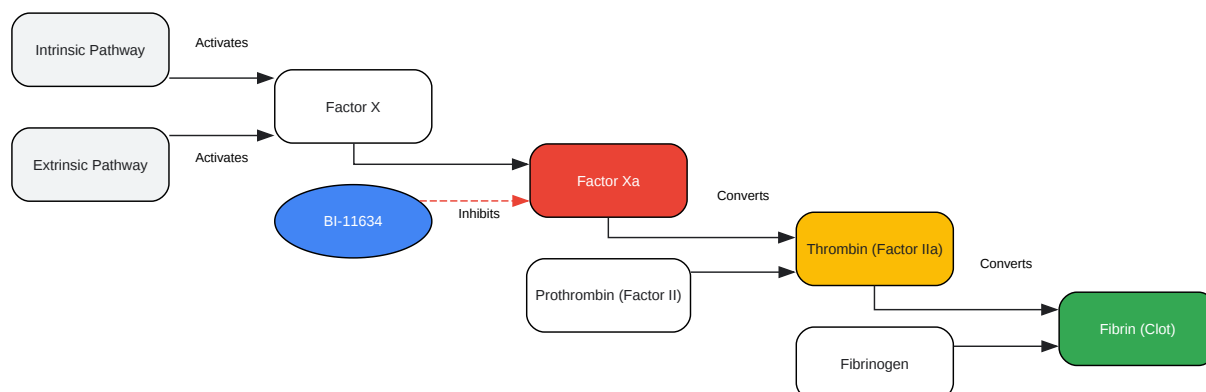 Intrinsic Pathway
Activates
Factor X
Extrinsic Pathway
Activates
Factor Xa
BI-11634
Inhibits
Converts
Thrombin (Factor IIa)
Prothrombin (Factor II)
Converts
Fibrin (Clot)
Fibrinogen